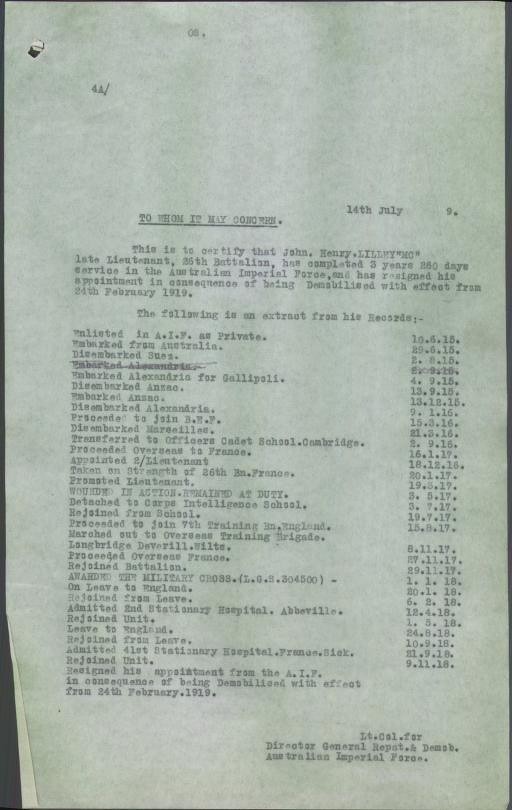 02.
4A/
14th July 9.
TO WHOM IT MAY CONCERN.
This is to certify that John. Henry.LILLEY"MC"
late Lieutenant, 26th Battalion, has completed 3 years 260 days
service in the Australian Imperial Force,and has resigned his
appointment in consequence of being Demobilised with effect from
24th February 1919.
The following is an extract from his Records;-
Enlisted in A.I.F. as Private. 10.6.15.
Embarked from Australia. 29.6.15.
Disembarked Suez. 2. 8.15.
Embarked Alexandria.
Embarked Alexandria for Gallipoli. 4. 9.15.
Disembarked Anzac. 13.9.15.
Embarked Anzac. 13.12.15.
Disembarked Alexandria. 9. 1.16.
Proceeded to join B.E.F. 15.3.16.
Disembarked Marseilles. 21.3.16.
Transferred to Officers Cadet School.Cambridge. 2. 9.16.
Proceeded Overseas to France. 16.1.17.
Appointed 2/Lieutenant 18.12.16.
Taken on Strength of 26th Bn.France. 20.1.17.
Promoted Lieutenant. 19.3.17.
WOUNDED IN ACTION.REMAINED AT DUTY. 3. 5.17.
Detached to Corps Intelligence School. 3. 7.17.
Rejoined from School. 19.7.17.
Proceeded to join 7th Training Bn.England. 15.8.17.
Marched out to Overseas Training Brigade.
Longbridge Deverill.Wilts. 8.11.17.
Proceeded Overseas France. 27.11.17.
Rejoined Battalion. 29.11.17.
AWARDED THE MILITARY CROSS.(L.G.S.304500) - 1. 1. 18.
On Leave to England. 20.1. 18.
Rejoined from Leave. 6. 2. 18.
Admitted 2nd Stationary Hospital. Abbeville. 12.4.18.
Rejoined Unit. 1. 5. 18.
Leave to England. 24.8.18.
Rejoined from Leave. 10.9.18.
Admitted 41st Stationary Hospital.France.Sick. 21.9.18.
Rejoined Unit. 9.11.18.
Resigned his appointment from the A.I.F.
in consequence of being Demobilised with effect
from 24th February.1919.
Lt.Col.for
Director General Repat.& Demob.
Australian Imperial Force.